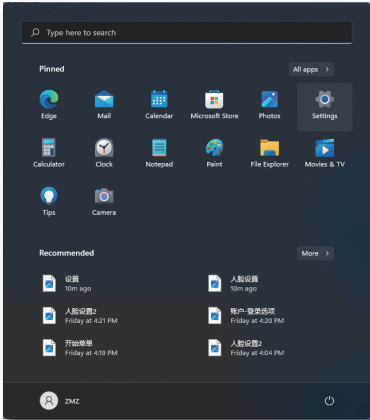 Type here to search
Pinned
All apps >
Edge
Mail
Calendar
Microsoft Store
Photos
Settings
Calculator
Clock
Notepad
Paint
File Explorer
Movies & TV
Tips
Camera
Recommended
More >
设置
10m ago
人脸设置
10m ago
人脸设置2
Friday at 4:21 PM
账户-登录选项
Friday at 4:20 PM
开始菜单
Friday at 4:19 PM
人脸设置2
Friday at 4:04 PM
ZMZ